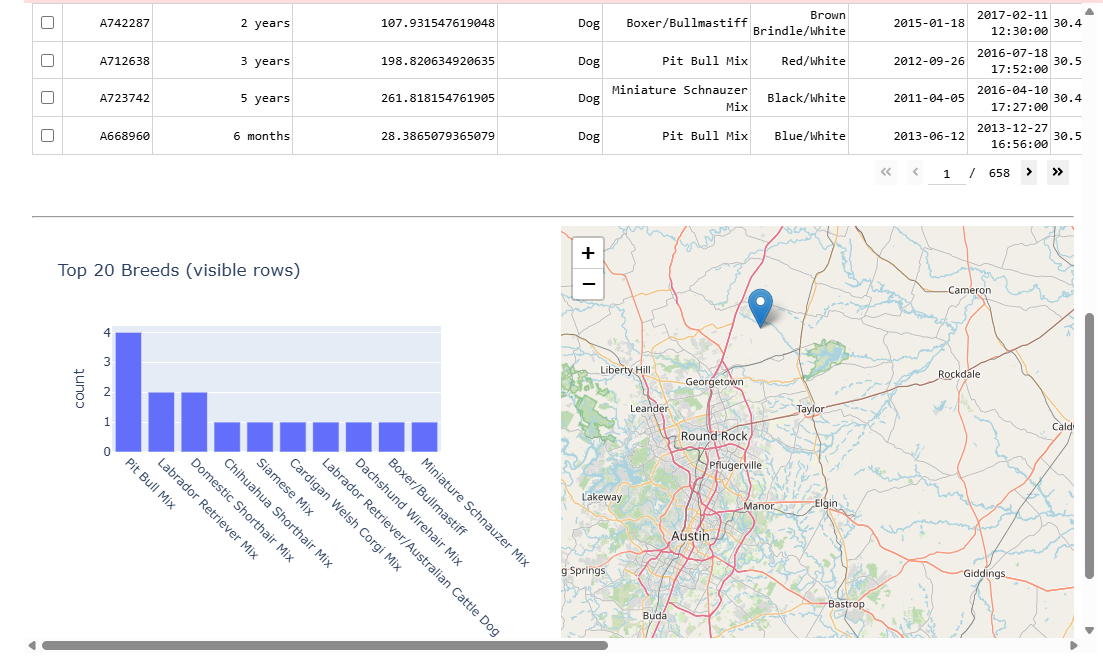 A742287 2 years 107.931547619048 Dog Boxer/Bullmastiff Brown Brindle/White 2015-01-18 2017-02-11 12:30:00 30.4
A712638 3 years 198.820634920635 Dog Pit Bull Mix Red/White 2012-09-26 2016-07-18 17:52:00 30.5
A723742 5 years 261.818154761905 Dog Miniature Schnauzer Mix Black/White 2011-04-05 2016-04-10 17:27:00 30.4
A668960 6 months 28.3865079365079 Dog Pit Bull Mix Blue/White 2013-06-12 2013-12-27 16:56:00 30.5
« ‹ 1 / 658 › »
Top 20 Breeds (visible rows)
4
3
2
1
0
count
Pit Bull Mix
Labrador Retriever Mix
Domestic Shorthair Mix
Chihuahua Shorthair Mix
Siamese Mix
Cardigan Welsh Corgi Mix
Labrador Retriever/Australian Cattle Dog
Dachshund Wirehair Mix
Boxer/Bullmastiff
Miniature Schnauzer Mix
+
−
Cameron
Liberty Hill
Georgetown
Rockdale
Leander
Taylor
Round Rock
Cald
Pflugerville
Lakeway
Manor
Elgin
Austin
g Springs
Giddings
Bastrop
Buda